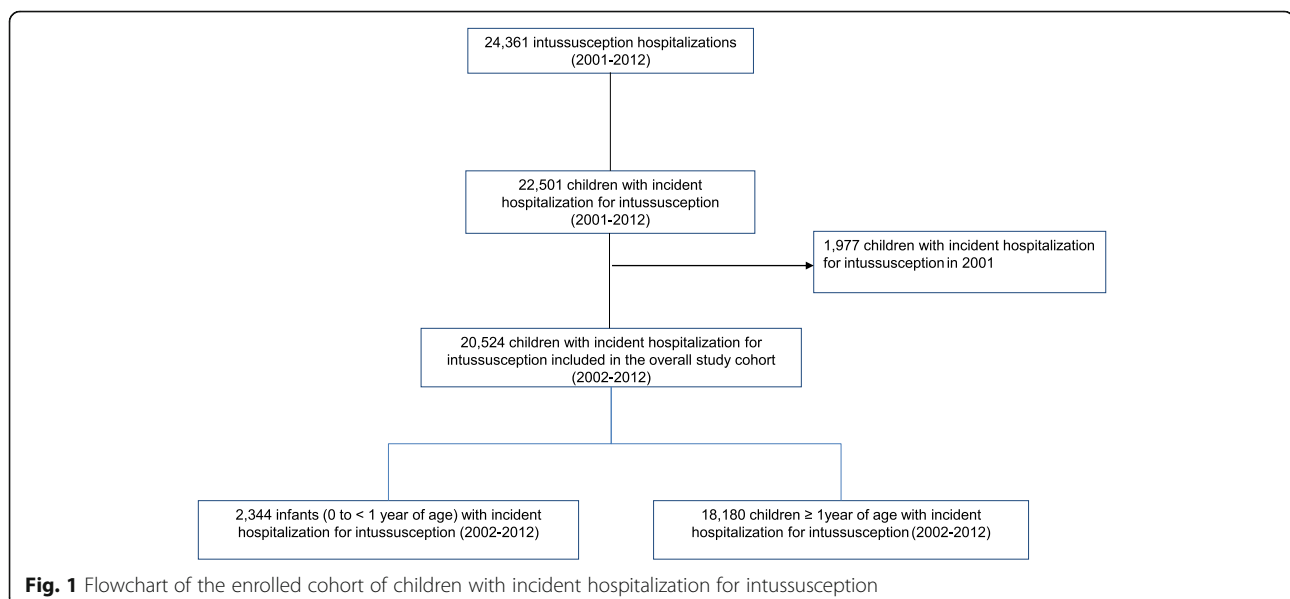 24,361 intussusception hospitalizations
(2001-2012)
22,501 children with incident
hospitalization for intussusception
(2001-2012)
1,977 children with incident hospitalization
for intussusception in 2001
20,524 children with incident hospitalization for
intussusception included in the overall study cohort
(2002-2012)
2,344 infants (0 to < 1 year of age) with incident
hospitalization for intussusception (2002-2012)
18,180 children ≥ 1year of age with incident
hospitalization for intussusception (2002-2012)
Fig. 1 Flowchart of the enrolled cohort of children with incident hospitalization for intussusception